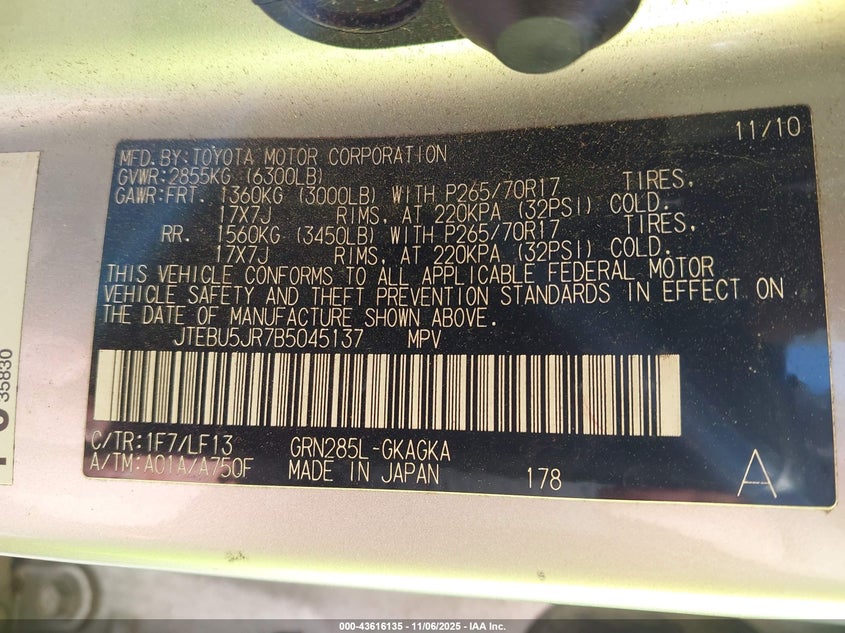 11/10
MFD. BY: TOYOTA MOTOR CORPORATION
GVWR: 2855KG (6300LB)
GAWR: FRT. 1360KG (3000LB) WITH P265/70R17 TIRES,
17X7J RIMS, AT 220KPA (32PSI) COLD.
RR. 1560KG (3450LB) WITH P265/70R17 TIRES,
17X7J RIMS, AT 220KPA (32PSI) COLD.
THIS VEHICLE CONFORMS TO ALL APPLICABLE FEDERAL MOTOR
VEHICLE SAFETY AND THEFT PREVENTION STANDARDS IN EFFECT ON
THE DATE OF MANUFACTURE SHOWN ABOVE.
JTEBU5JR7B5045137 MPV
C/TR: 1F7/LF13 GRN285L-GKAGKA
A/TM: A01A/A750F MADE IN JAPAN 178 A
35830
000-43616135 - 11/06/2025 - IAA Inc.